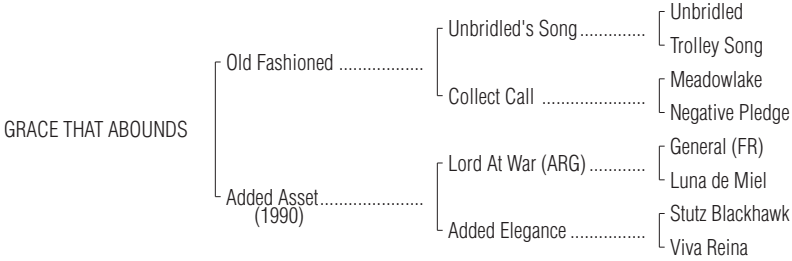 Unbridled
Unbridled's Song..............
Trolley Song
Old Fashioned ..................
Meadowlake
Collect Call ......................
Negative Pledge
GRACE THAT ABOUNDS
General (FR)
Lord At War (ARG)............
Luna de Miel
Added Asset......................
(1990)
Stutz Blackhawk
Added Elegance ................
Viva Reina